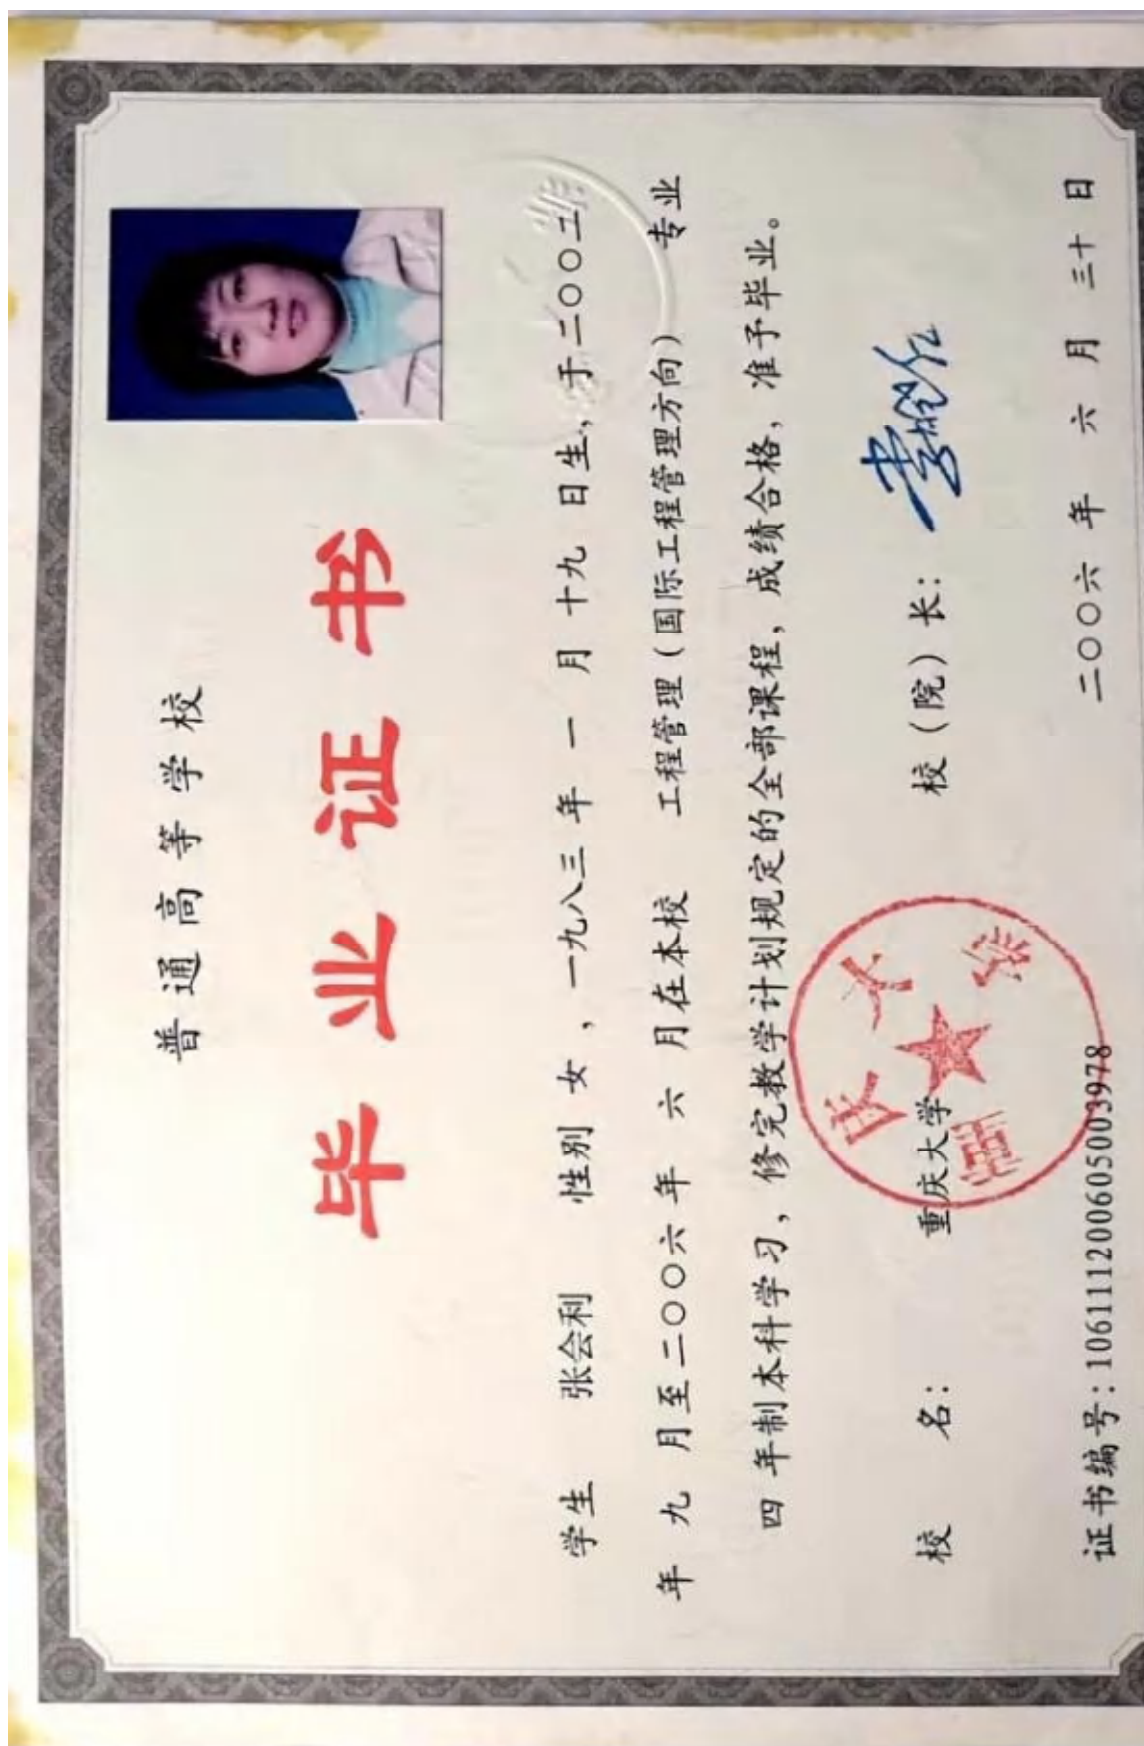 普通高等学校
毕业证书
学生 张会利 性别 女，一九八三年 一 月 十九 日生，于二〇〇二
年 九 月至二〇〇六年 六 月在本校 工程管理（国际工程管理方向） 专业
四 年制本科学习，修完教学计划规定的全部课程，成绩合格，准予毕业。
校 名： 重庆大学 校（院）长：
重庆大学
证书编号：106111200605003978 二〇〇六 年 六 月 三十 日